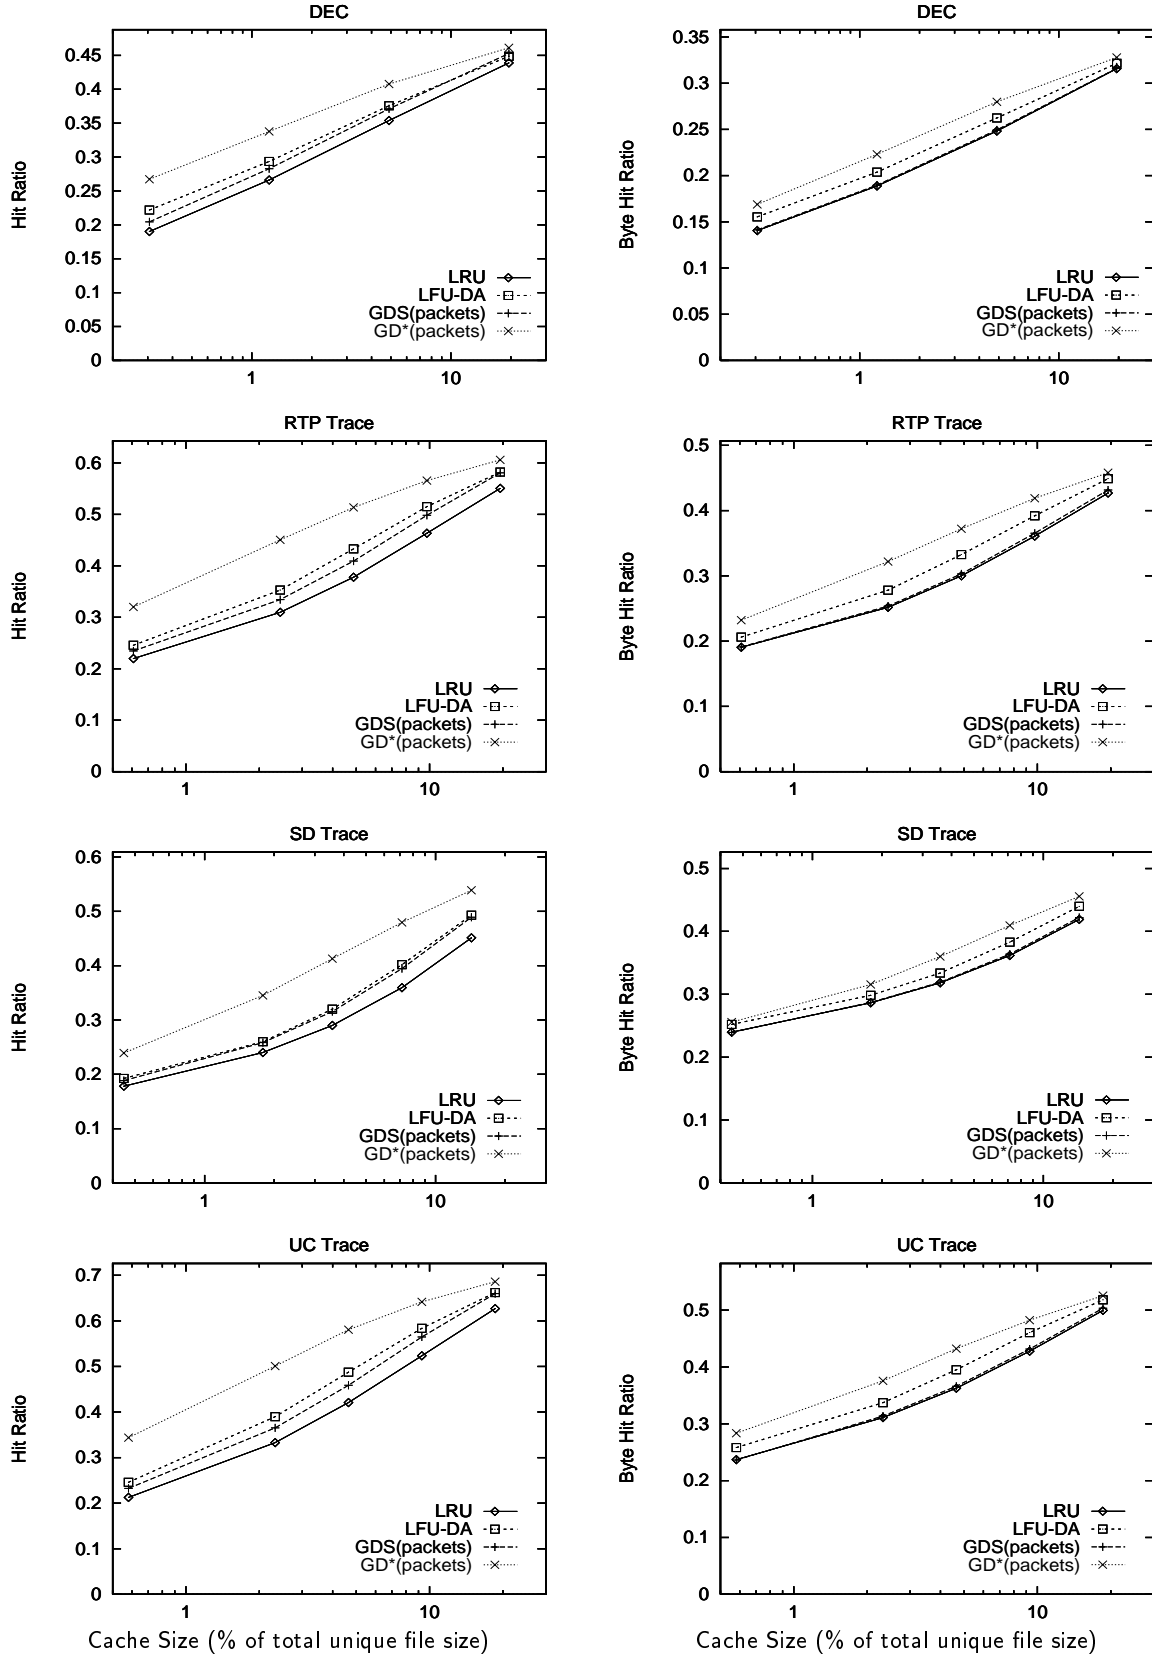 DEC
Hit Ratio
0.45
0.4
0.35
0.3
0.25
0.2
0.15
0.1
0.05
0
1
10
LRU
LFU-DA
GDS(packets)
GD*(packets)
DEC
Byte Hit Ratio
0.35
0.3
0.25
0.2
0.15
0.1
0.05
0
1
10
LRU
LFU-DA
GDS(packets)
GD*(packets)
RTP Trace
Hit Ratio
0.6
0.5
0.4
0.3
0.2
0.1
0
1
10
LRU
LFU-DA
GDS(packets)
GD*(packets)
RTP Trace
Byte Hit Ratio
0.5
0.4
0.3
0.2
0.1
0
1
10
LRU
LFU-DA
GDS(packets)
GD*(packets)
SD Trace
Hit Ratio
0.6
0.5
0.4
0.3
0.2
0.1
0
1
10
LRU
LFU-DA
GDS(packets)
GD*(packets)
SD Trace
Byte Hit Ratio
0.5
0.4
0.3
0.2
0.1
0
1
10
LRU
LFU-DA
GDS(packets)
GD*(packets)
UC Trace
Hit Ratio
0.7
0.6
0.5
0.4
0.3
0.2
0.1
0
1
10
LRU
LFU-DA
GDS(packets)
GD*(packets)
Cache Size (% of total unique file size)
UC Trace
Byte Hit Ratio
0.5
0.4
0.3
0.2
0.1
0
1
10
LRU
LFU-DA
GDS(packets)
GD*(packets)
Cache Size (% of total unique file size)